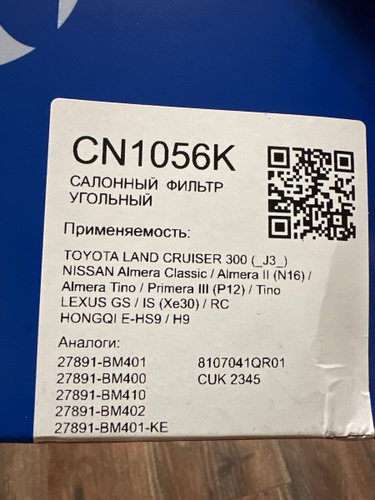 CN1056K
САЛОННЫЙ ФИЛЬТР
УГОЛЬНЫЙ
Применяемость:
TOYOTA LAND CRUISER 300 (_J3_)
NISSAN Almera Classic / Almera II (N16) /
Almera Tino / Primera III (P12) / Tino
LEXUS GS / IS (Xe30) / RC
HONGQI E-HS9 / H9
Аналоги:
27891-BM401 8107041QR01
27891-BM400 CUK 2345
27891-BM410
27891-BM402
27891-BM401-KE